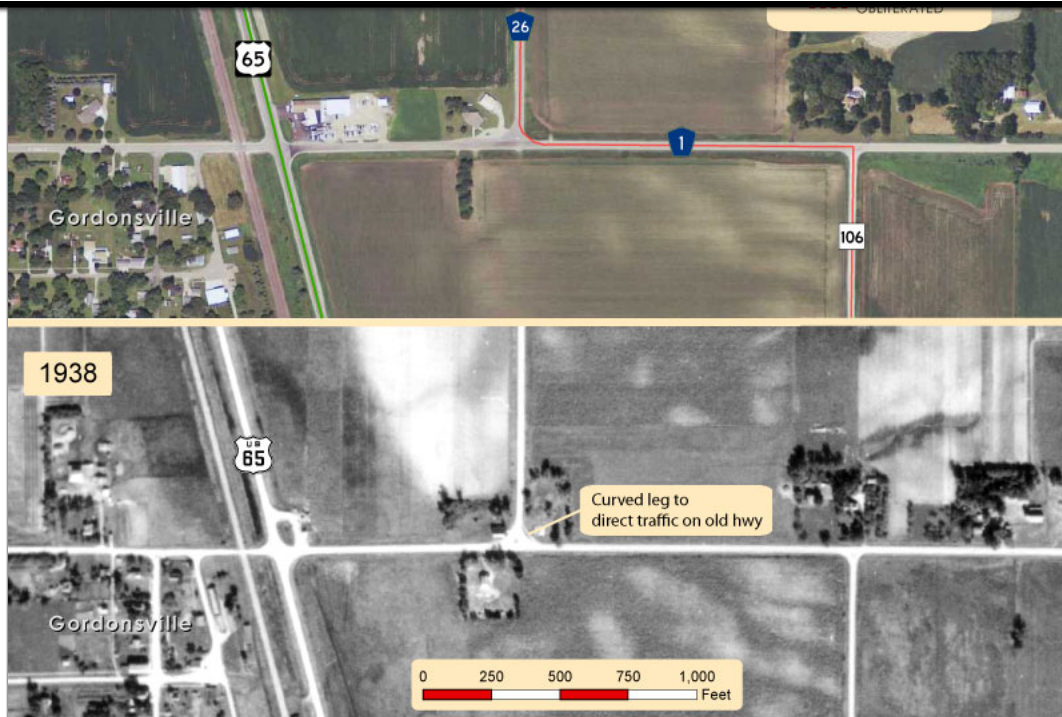 OBLITERATED
26
65
1
Gordonsville
106
1938
US
65
Curved leg to
direct traffic on old hwy
Gordonsville
0 250 500 750 1,000
Feet